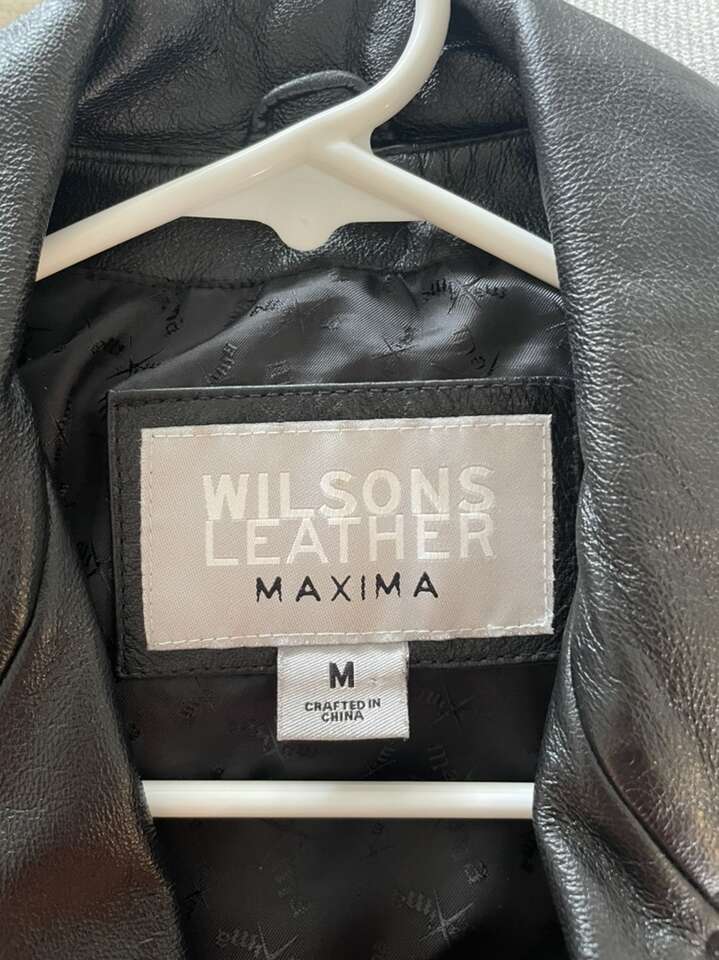 WILSONS
LEATHER
MAXIMA
M
CRAFTED IN
CHINA